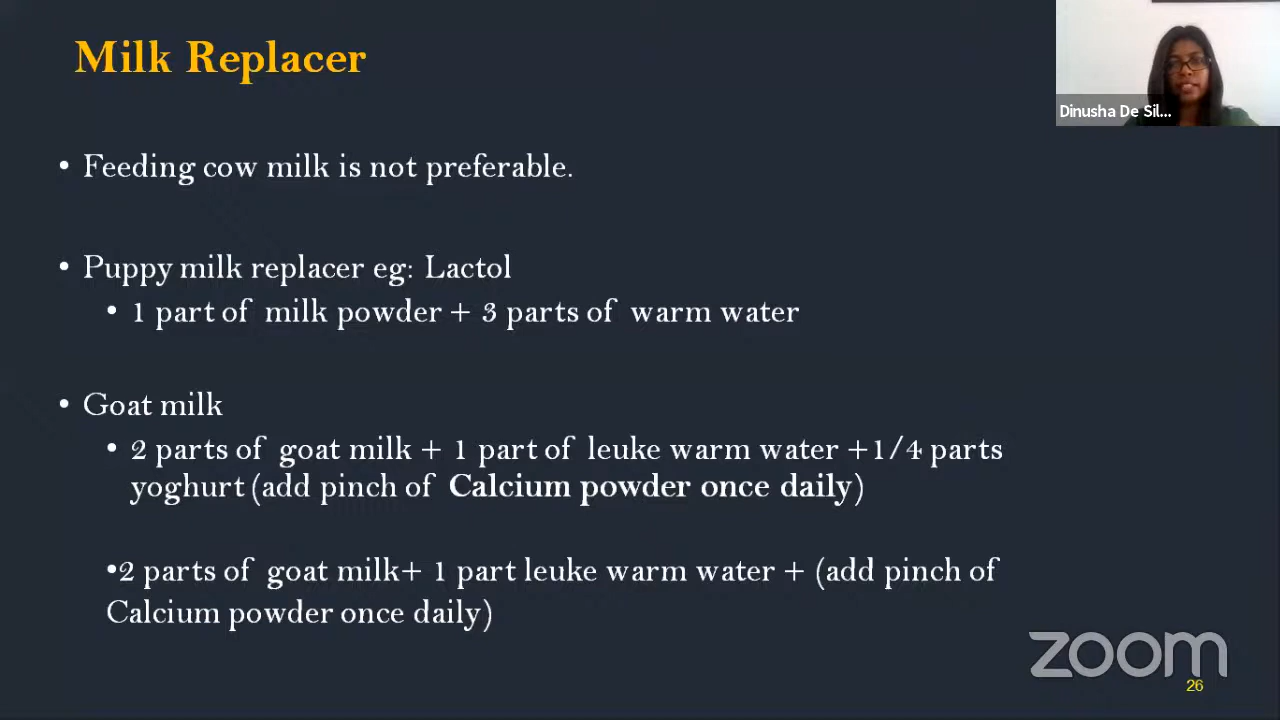 Milk Replacer
Dinusha De Sil...
• Feeding cow milk is not preferable.
• Puppy milk replacer eg: Lactol
• 1 part of milk powder + 3 parts of warm water
• Goat milk
• 2 parts of goat milk + 1 part of leuke warm water +1/4 parts
yoghurt (add pinch of Calcium powder once daily)
•2 parts of goat milk+ 1 part leuke warm water + (add pinch of
Calcium powder once daily)
zoom
26